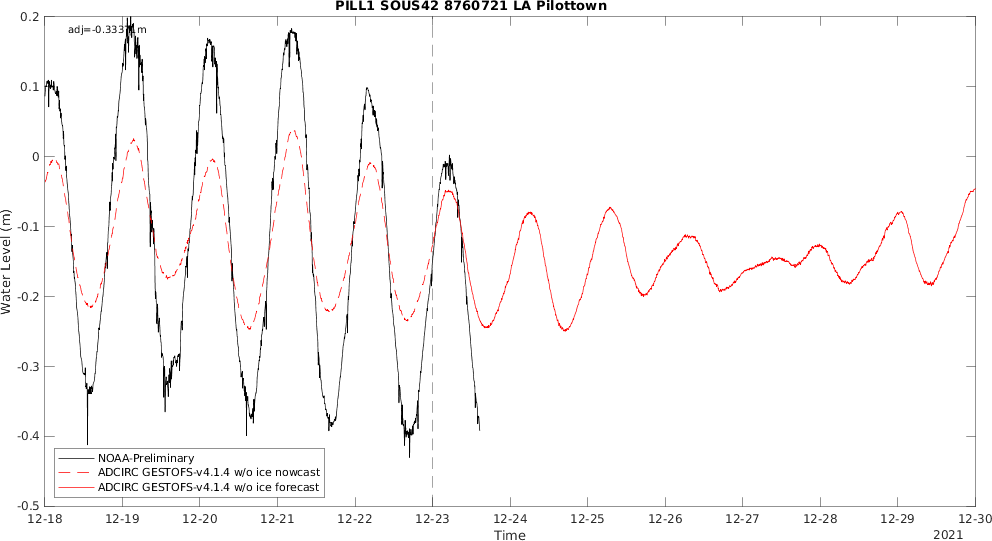 PILL1 SOUS42 8760721 LA Pilottown
adj=-0.3337 m
Water Level (m)
0.2
0.1
0
-0.1
-0.2
-0.3
-0.4
-0.5
NOAA-Preliminary
ADCIRC GESTOFS-v4.1.4 w/o ice nowcast
ADCIRC GESTOFS-v4.1.4 w/o ice forecast
12-18 12-19 12-20 12-21 12-22 12-23 12-24 12-25 12-26 12-27 12-28 12-29 12-30
Time
2021